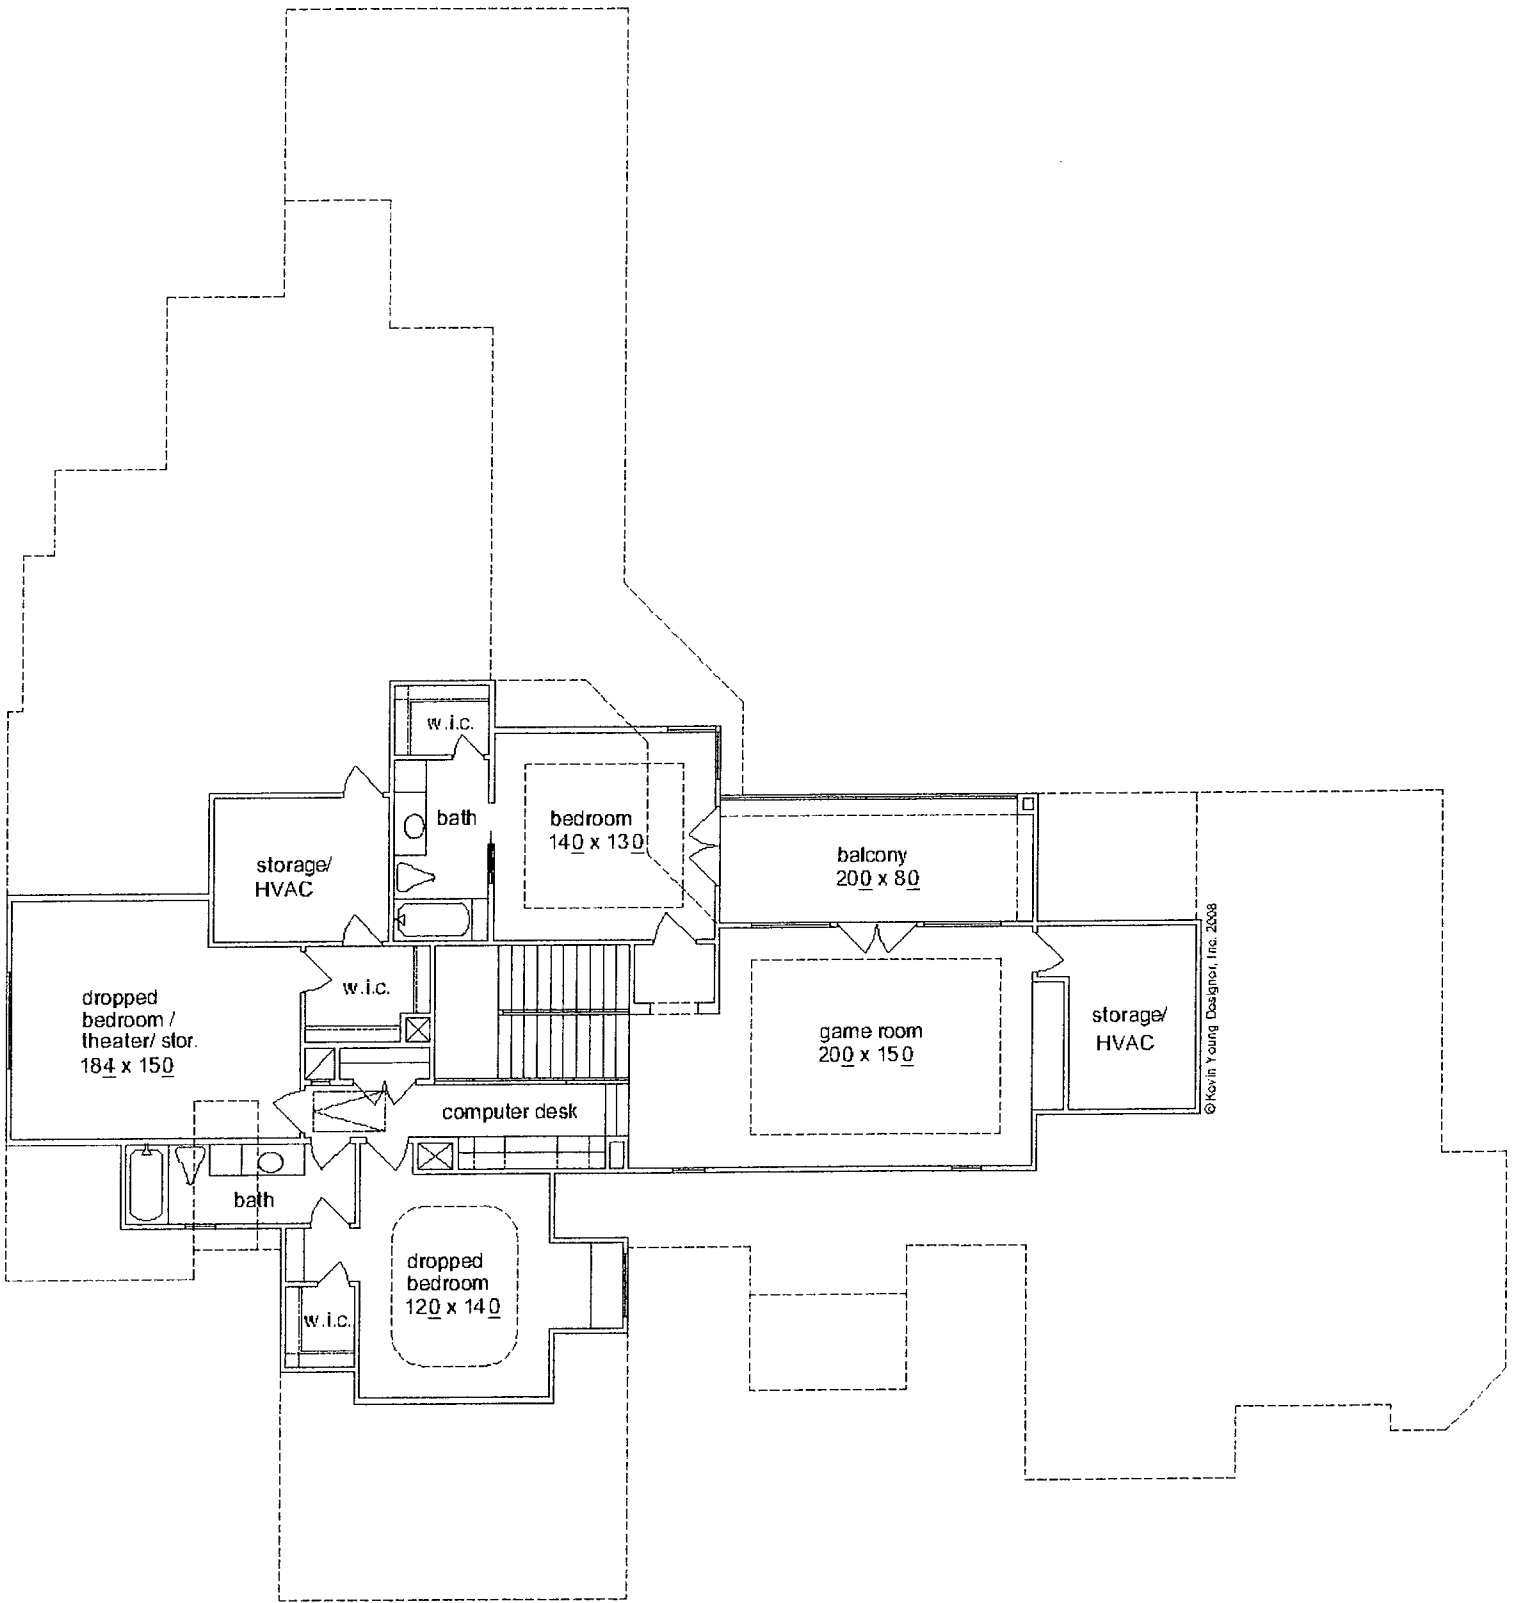 w.i.c.
bath
bedroom
140 x 130
storage/
HVAC
balcony
200 x 80
dropped
bedroom /
theater/ stor.
184 x 150
w.i.c.
game room
200 x 150
storage/
HVAC
© Kevin Young Designer, Inc. 2008
computer desk
bath
dropped
bedroom
120 x 140
w.i.c.